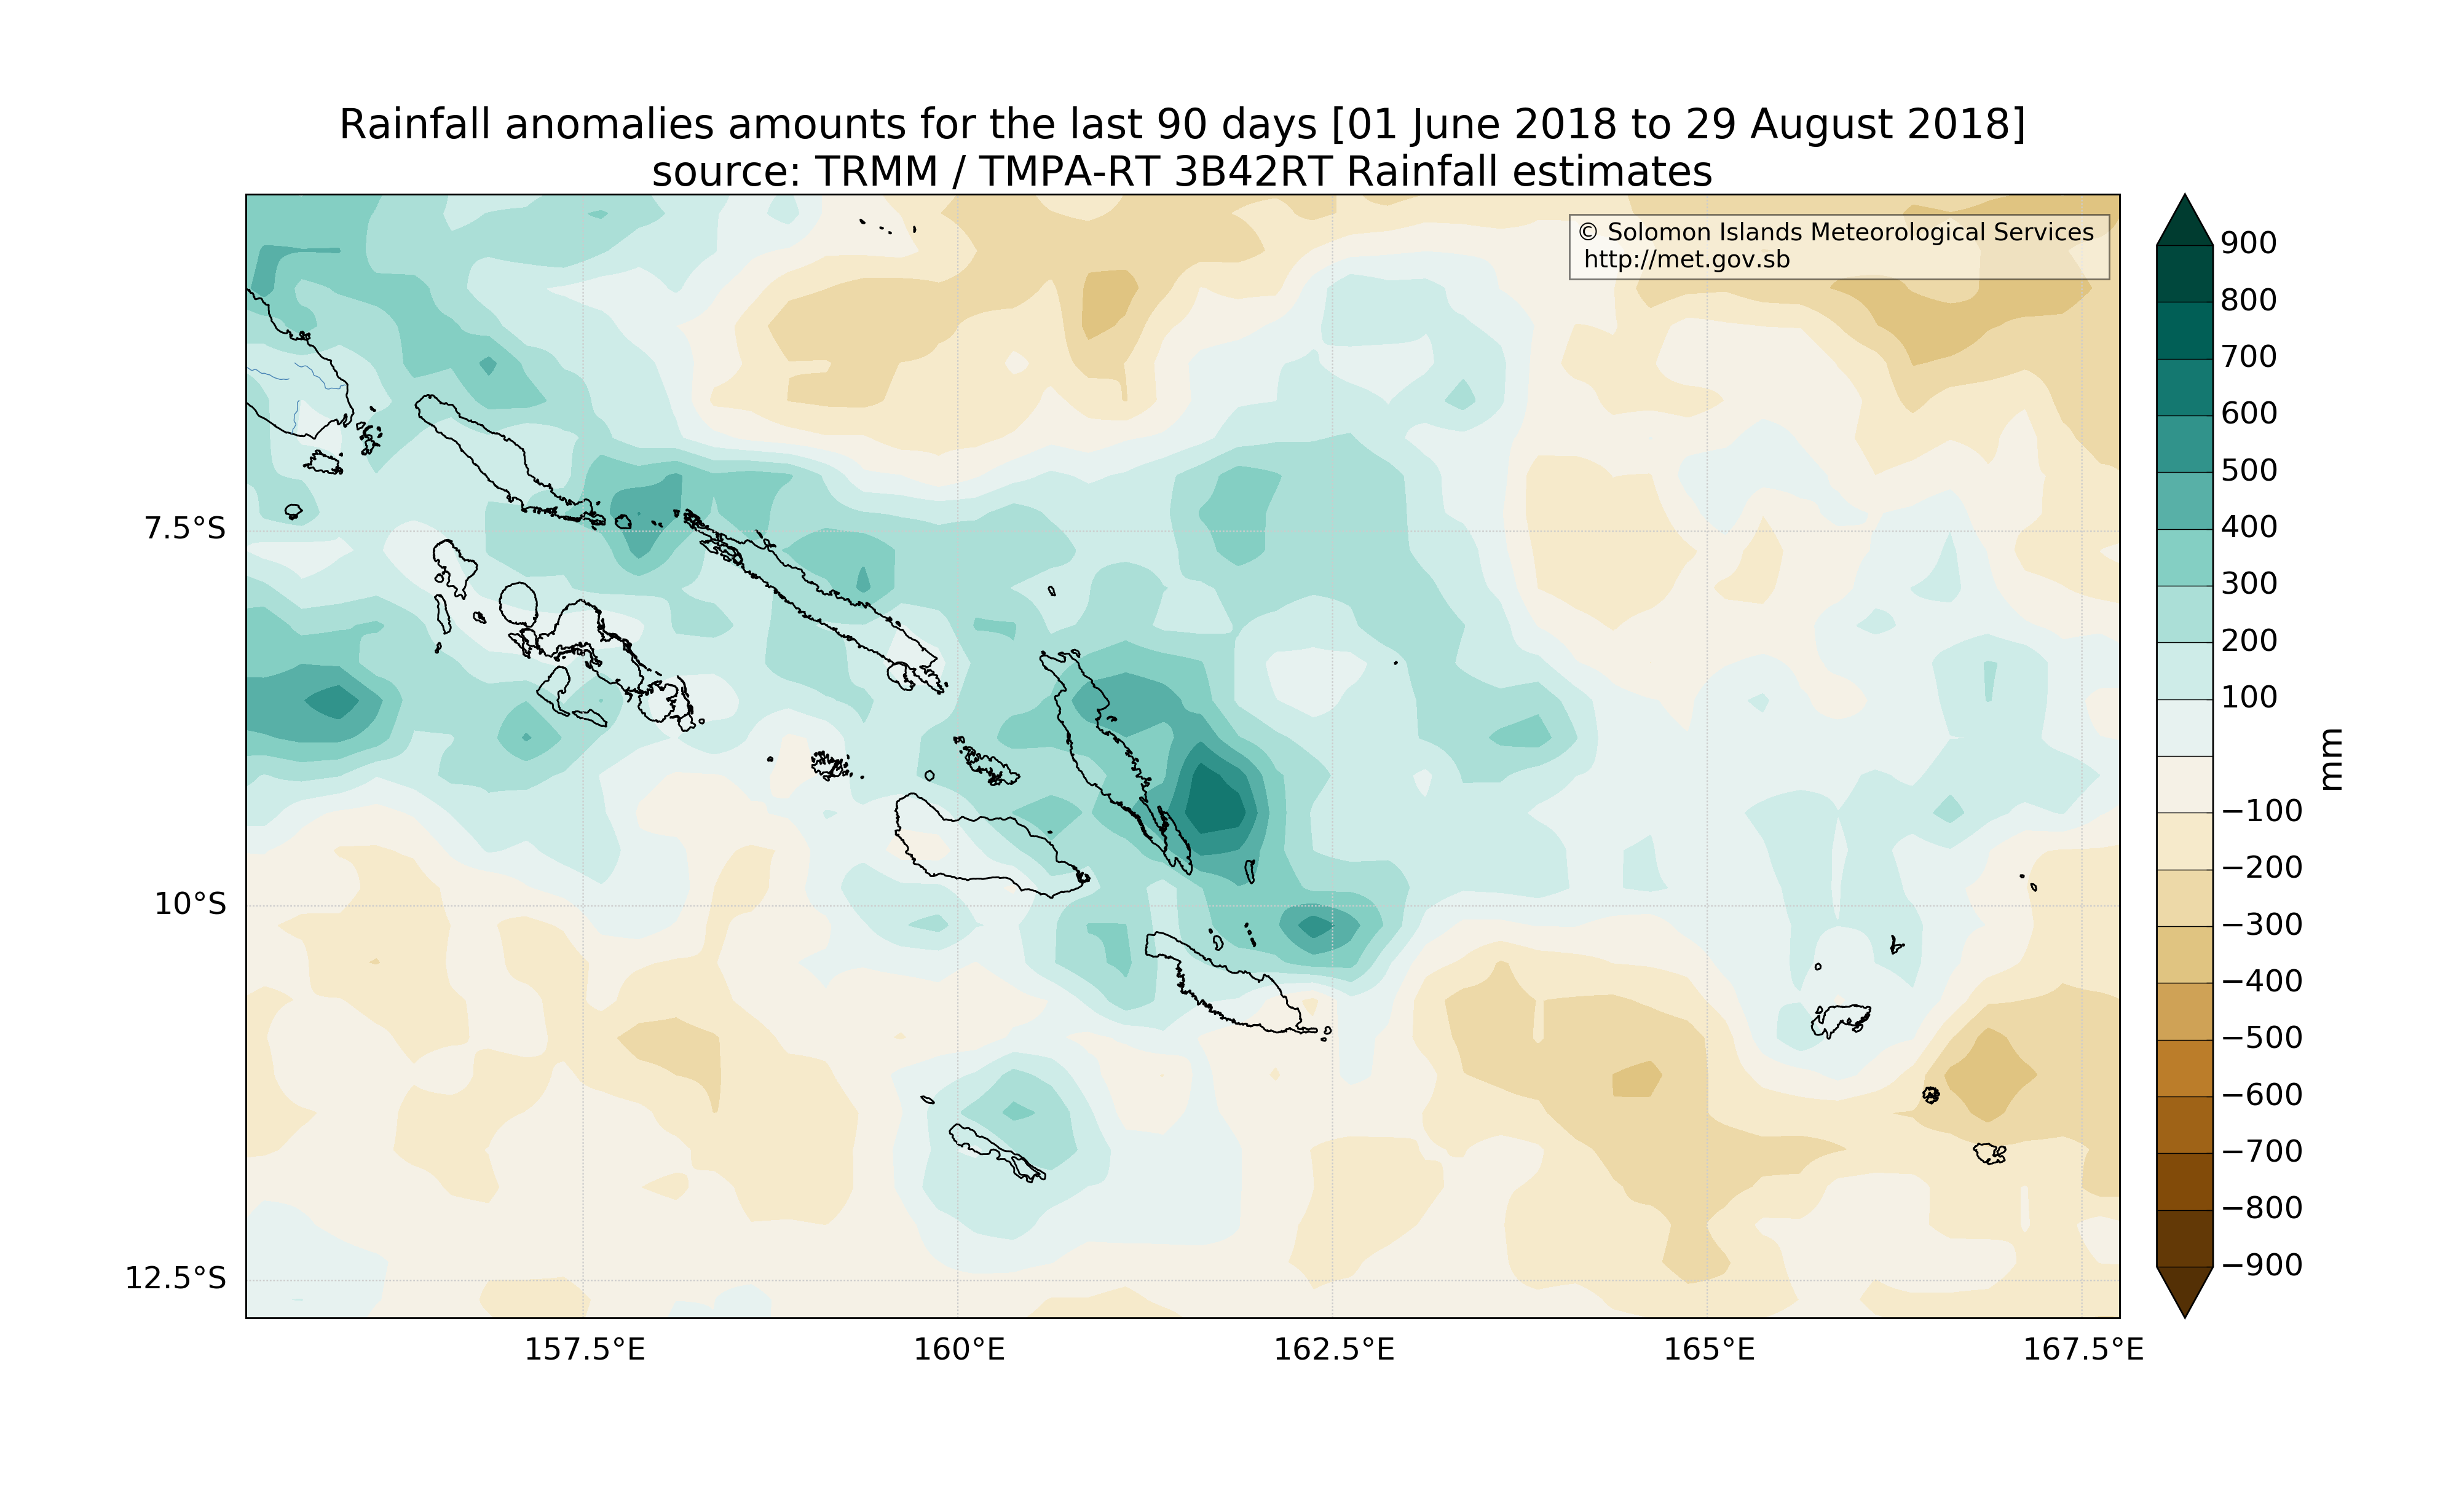 Rainfall anomalies amounts for the last 90 days [01 June 2018 to 29 August 2018]
source: TRMM / TMPA-RT 3B42RT Rainfall estimates
© Solomon Islands Meteorological Services
http://met.gov.sb
7.5°S
10°S
12.5°S
157.5°E
160°E
162.5°E
165°E
167.5°E
900
800
700
600
500
400
300
200
100
−100
−200
−300
−400
−500
−600
−700
−800
−900
mm